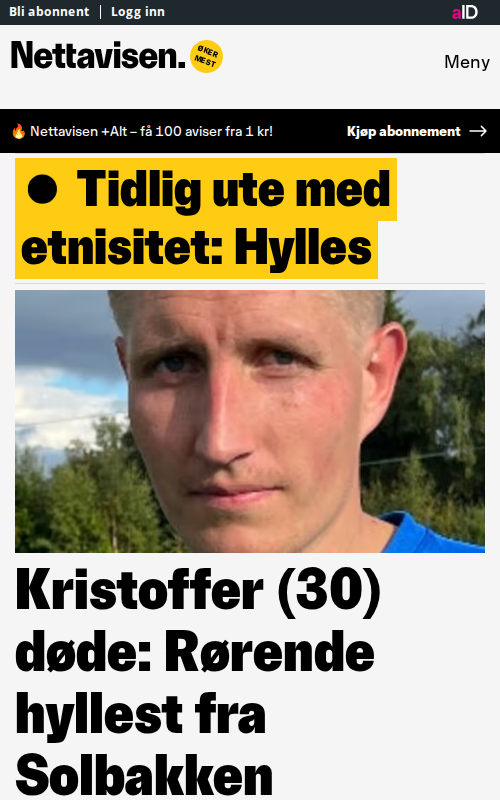 Bli abonnent | Logg inn
aID
Nettavisen.
ØKER
MEST
Meny
🔥 Nettavisen +Alt – få 100 aviser fra 1 kr!
Kjøp abonnement →
● Tidlig ute med
etnisitet: Hylles
Kristoffer (30)
døde: Rørende
hyllest fra
Solbakken